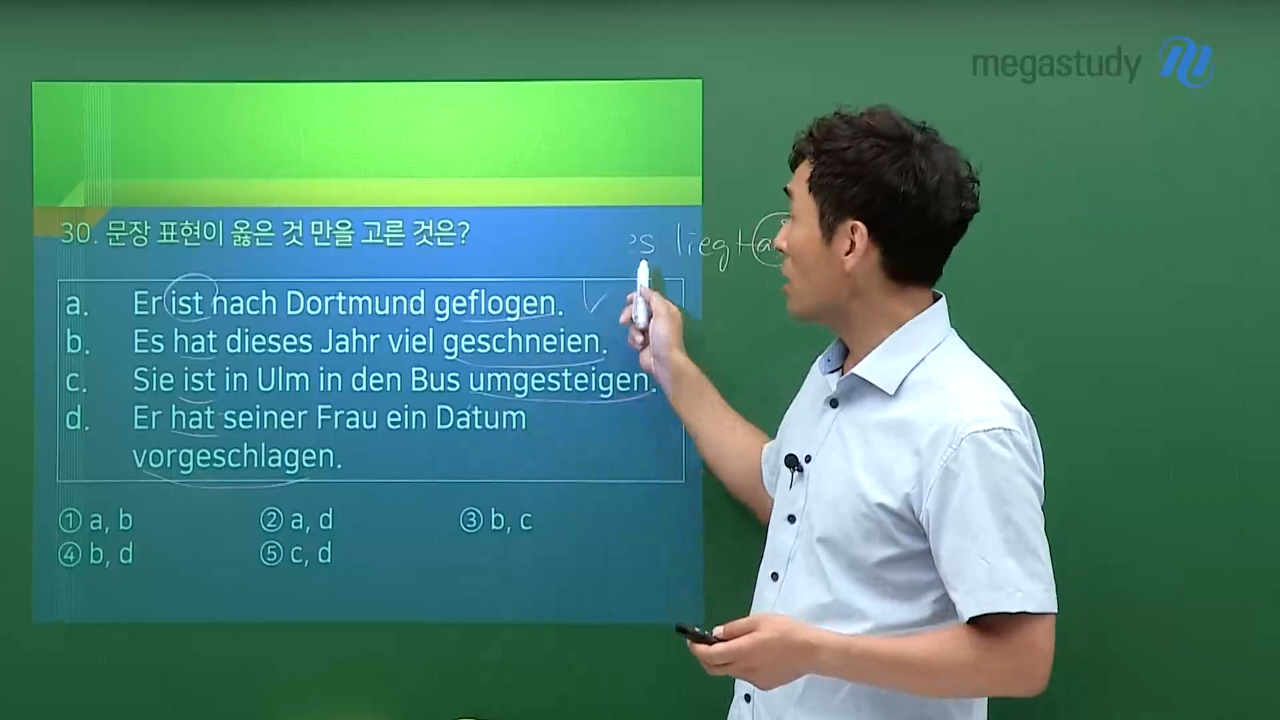 megastudy
30. 문장 표현이 옳은 것 만을 고른 것은?
es liegt a
a. Er ist nach Dortmund geflogen.
b. Es hat dieses Jahr viel geschneien.
c. Sie ist in Ulm in den Bus umgesteigen.
d. Er hat seiner Frau ein Datum
vorgeschlagen.
① a, b ② a, d ③ b, c
④ b, d ⑤ c, d